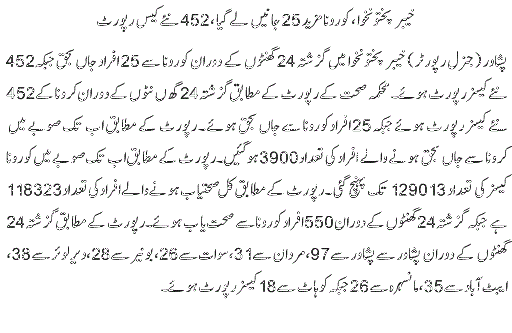 خیبر پختونخوا، کورونا مزید 25 جانیں لے گیا، 452 نئے کیس رپورٹ
پشاور (جنرل رپورٹر) خیبر پختونخوا میں گزشتہ 24 گھنٹوں کے دوران کورونا سے 25 افراد جاں بحق جبکہ 452
نئے کیسز رپورٹ ہوئے۔ محکمہ صحت کے رپورٹ کے مطابق گزشتہ 24 گھں نٹوں کے دوران کرونا کے 452
نئے کیسز رپورٹ ہوئے جبکہ 25 افراد کورونا سے جاں بحق ہوئے۔ رپورٹ کے مطابق اب تک صوبے میں
کرونا سے جاں بحق ہونے والے افراد کی تعداد 3900 ہو گئیں۔ رپورٹ کے مطابق اب تک صوبے میں کورونا
کیسز کی تعداد 129013 تک پہنچ گئی۔ رپورٹ کے مطابق کل صحتیاب ہونے والے افراد کی تعداد 118323
ہے جبکہ گزشتہ 24 گھنٹوں کے دوران 550 افراد کورونا سے صحت یاب ہوئے۔ رپورٹ کے مطابق گزشتہ 24
گھنٹوں کے دوران پشاور سے پشاور سے 97، مردان سے 31، سوات سے 26، بونیر سے 28، دیر لوئر سے 38،
ایبٹ آباد سے 35، مانسہرہ سے 26 جبکہ کوہاٹ سے 18 کیسز رپورٹ ہوئے۔